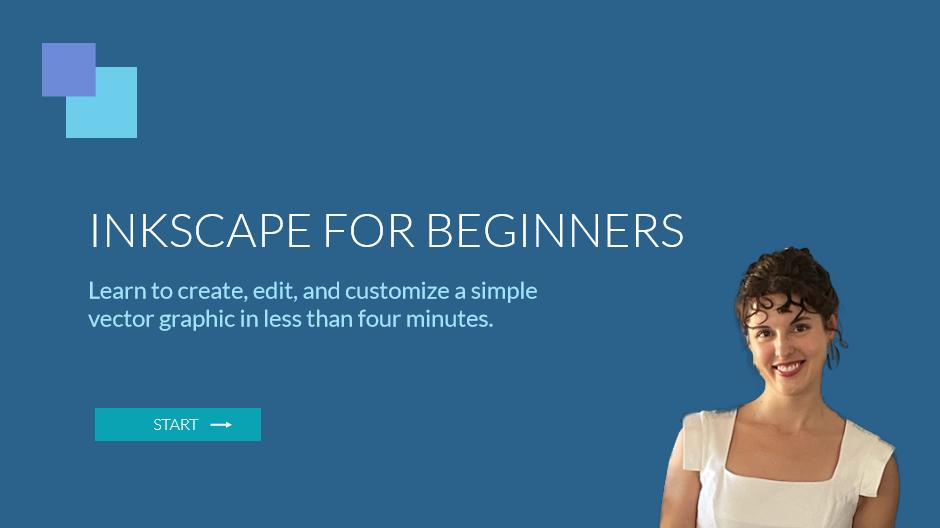 INKSCAPE FOR BEGINNERS
Learn to create, edit, and customize a simple
vector graphic in less than four minutes.
START